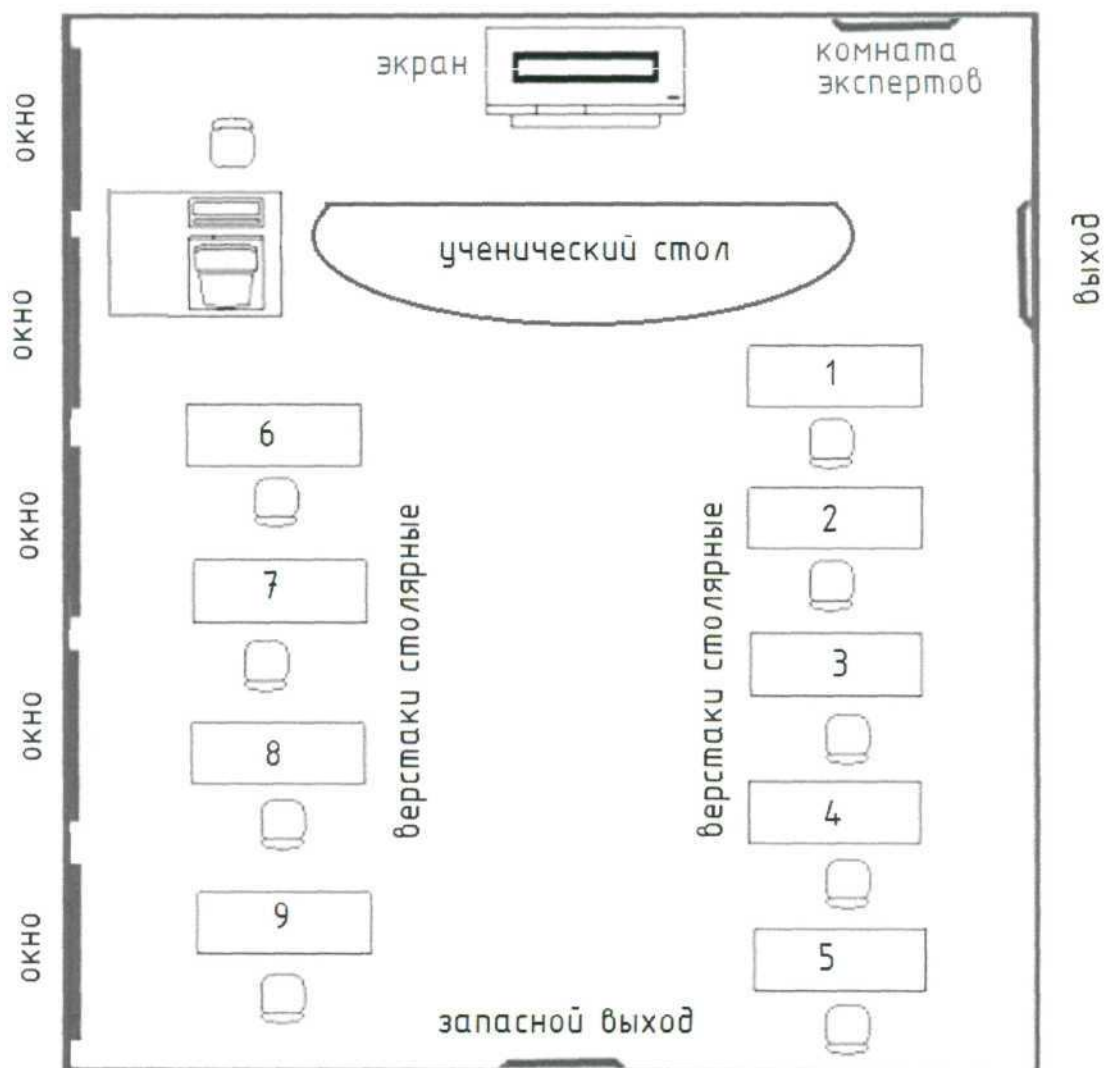 экран
комната
экспертов
окно
ученический стол
выход
окно
1
6
окно
2
верстаки столярные
верстаки столярные
7
3
окно
8
4
9
окно
5
запасной выход